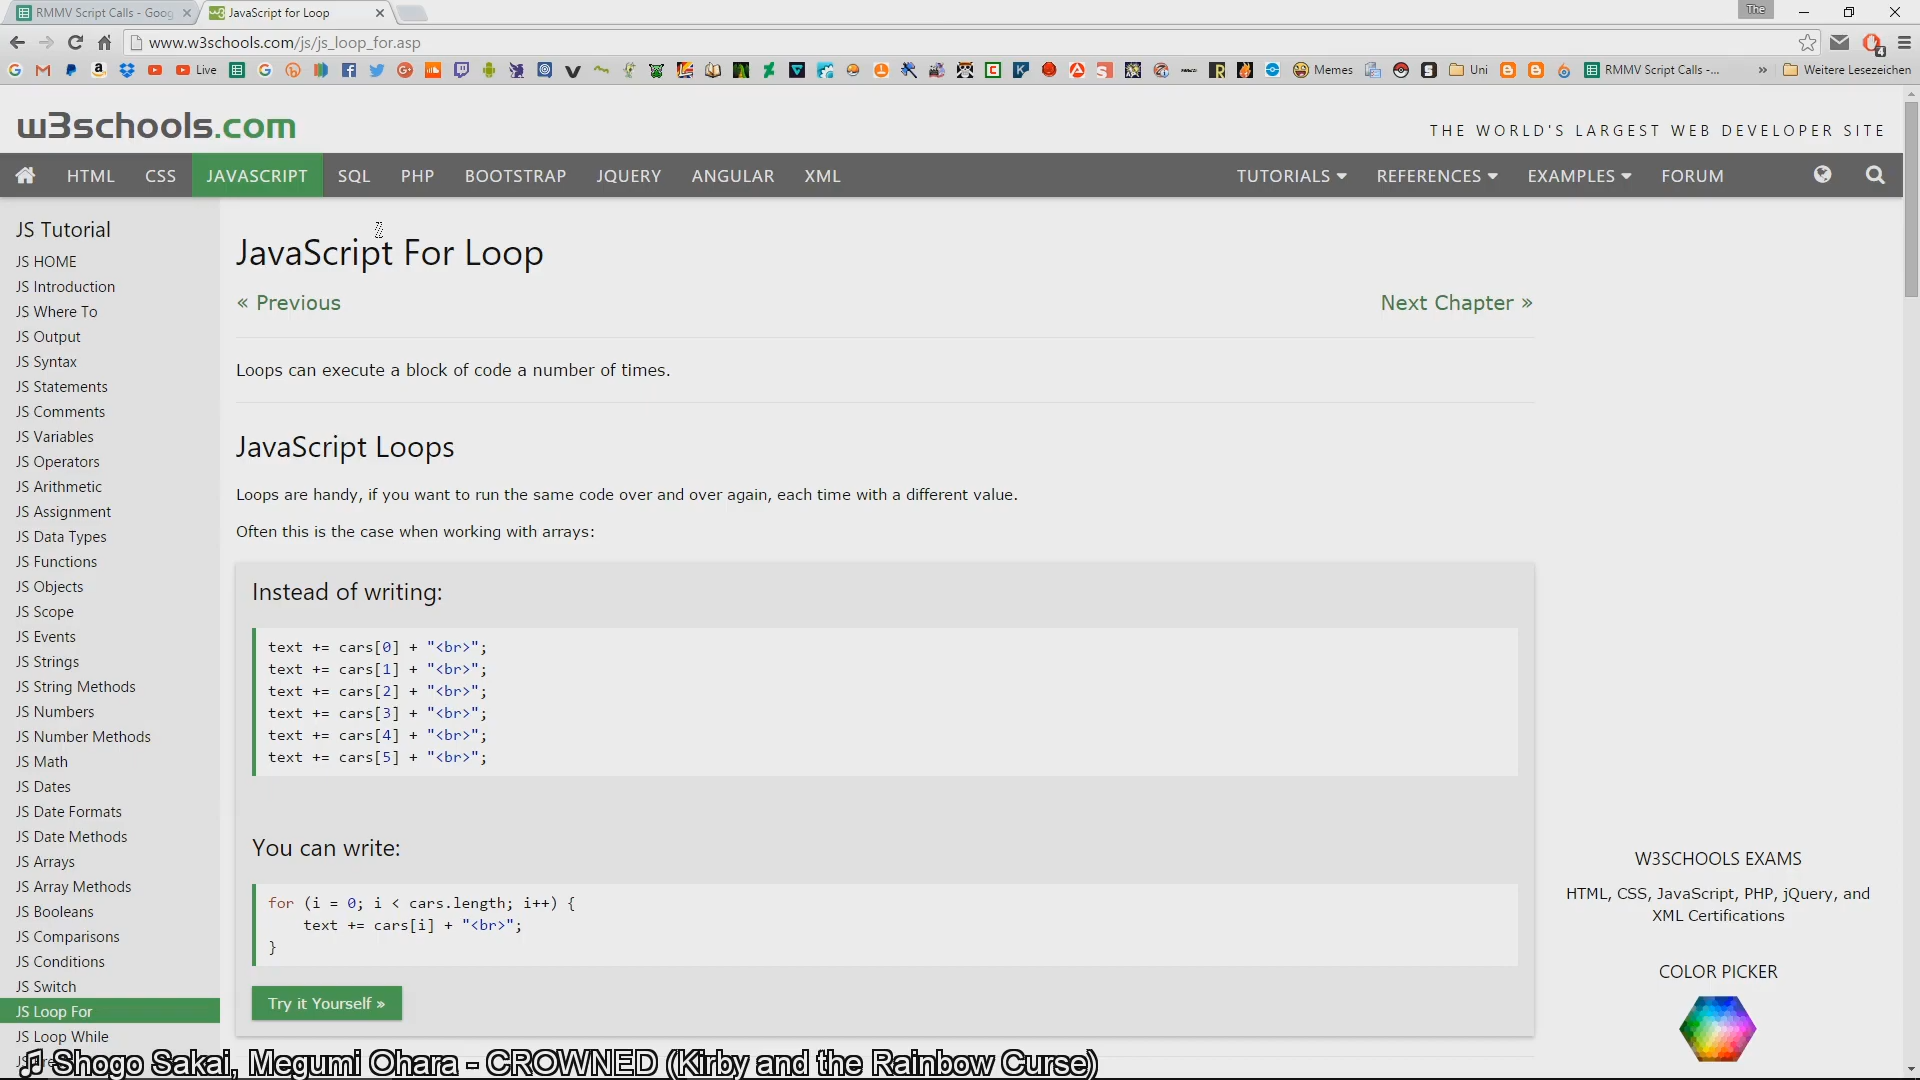 RMMV Script Calls - Goog
JavaScript for Loop
The
www.w3schools.com/js/js_loop_for.asp
4
Live
Memes
Uni
RMMV Script Calls -...
»
Weitere Lesezeichen
w3schools.com
THE WORLD'S LARGEST WEB DEVELOPER SITE
HTML CSS JAVASCRIPT SQL PHP BOOTSTRAP JQUERY ANGULAR XML TUTORIALS REFERENCES EXAMPLES FORUM
JS Tutorial
JS HOME
JS Introduction
JS Where To
JS Output
JS Syntax
JS Statements
JS Comments
JS Variables
JS Operators
JS Arithmetic
JS Assignment
JS Data Types
JS Functions
JS Objects
JS Scope
JS Events
JS Strings
JS String Methods
JS Numbers
JS Number Methods
JS Math
JS Dates
JS Date Formats
JS Date Methods
JS Arrays
JS Array Methods
JS Booleans
JS Comparisons
JS Conditions
JS Switch
JS Loop For
JS Loop While
JavaScript For Loop
« Previous
Next Chapter »
Loops can execute a block of code a number of times.
JavaScript Loops
Loops are handy, if you want to run the same code over and over again, each time with a different value.
Often this is the case when working with arrays:
Instead of writing:
text += cars[0] + "<br>";
text += cars[1] + "<br>";
text += cars[2] + "<br>";
text += cars[3] + "<br>";
text += cars[4] + "<br>";
text += cars[5] + "<br>";
You can write:
for (i = 0; i < cars.length; i++) {
text += cars[i] + "<br>";
}
Try it Yourself »
W3SCHOOLS EXAMS
HTML, CSS, JavaScript, PHP, jQuery, and
XML Certifications
COLOR PICKER
♫ Shogo Sakai, Megumi Ohara - CROWNED (Kirby and the Rainbow Curse)